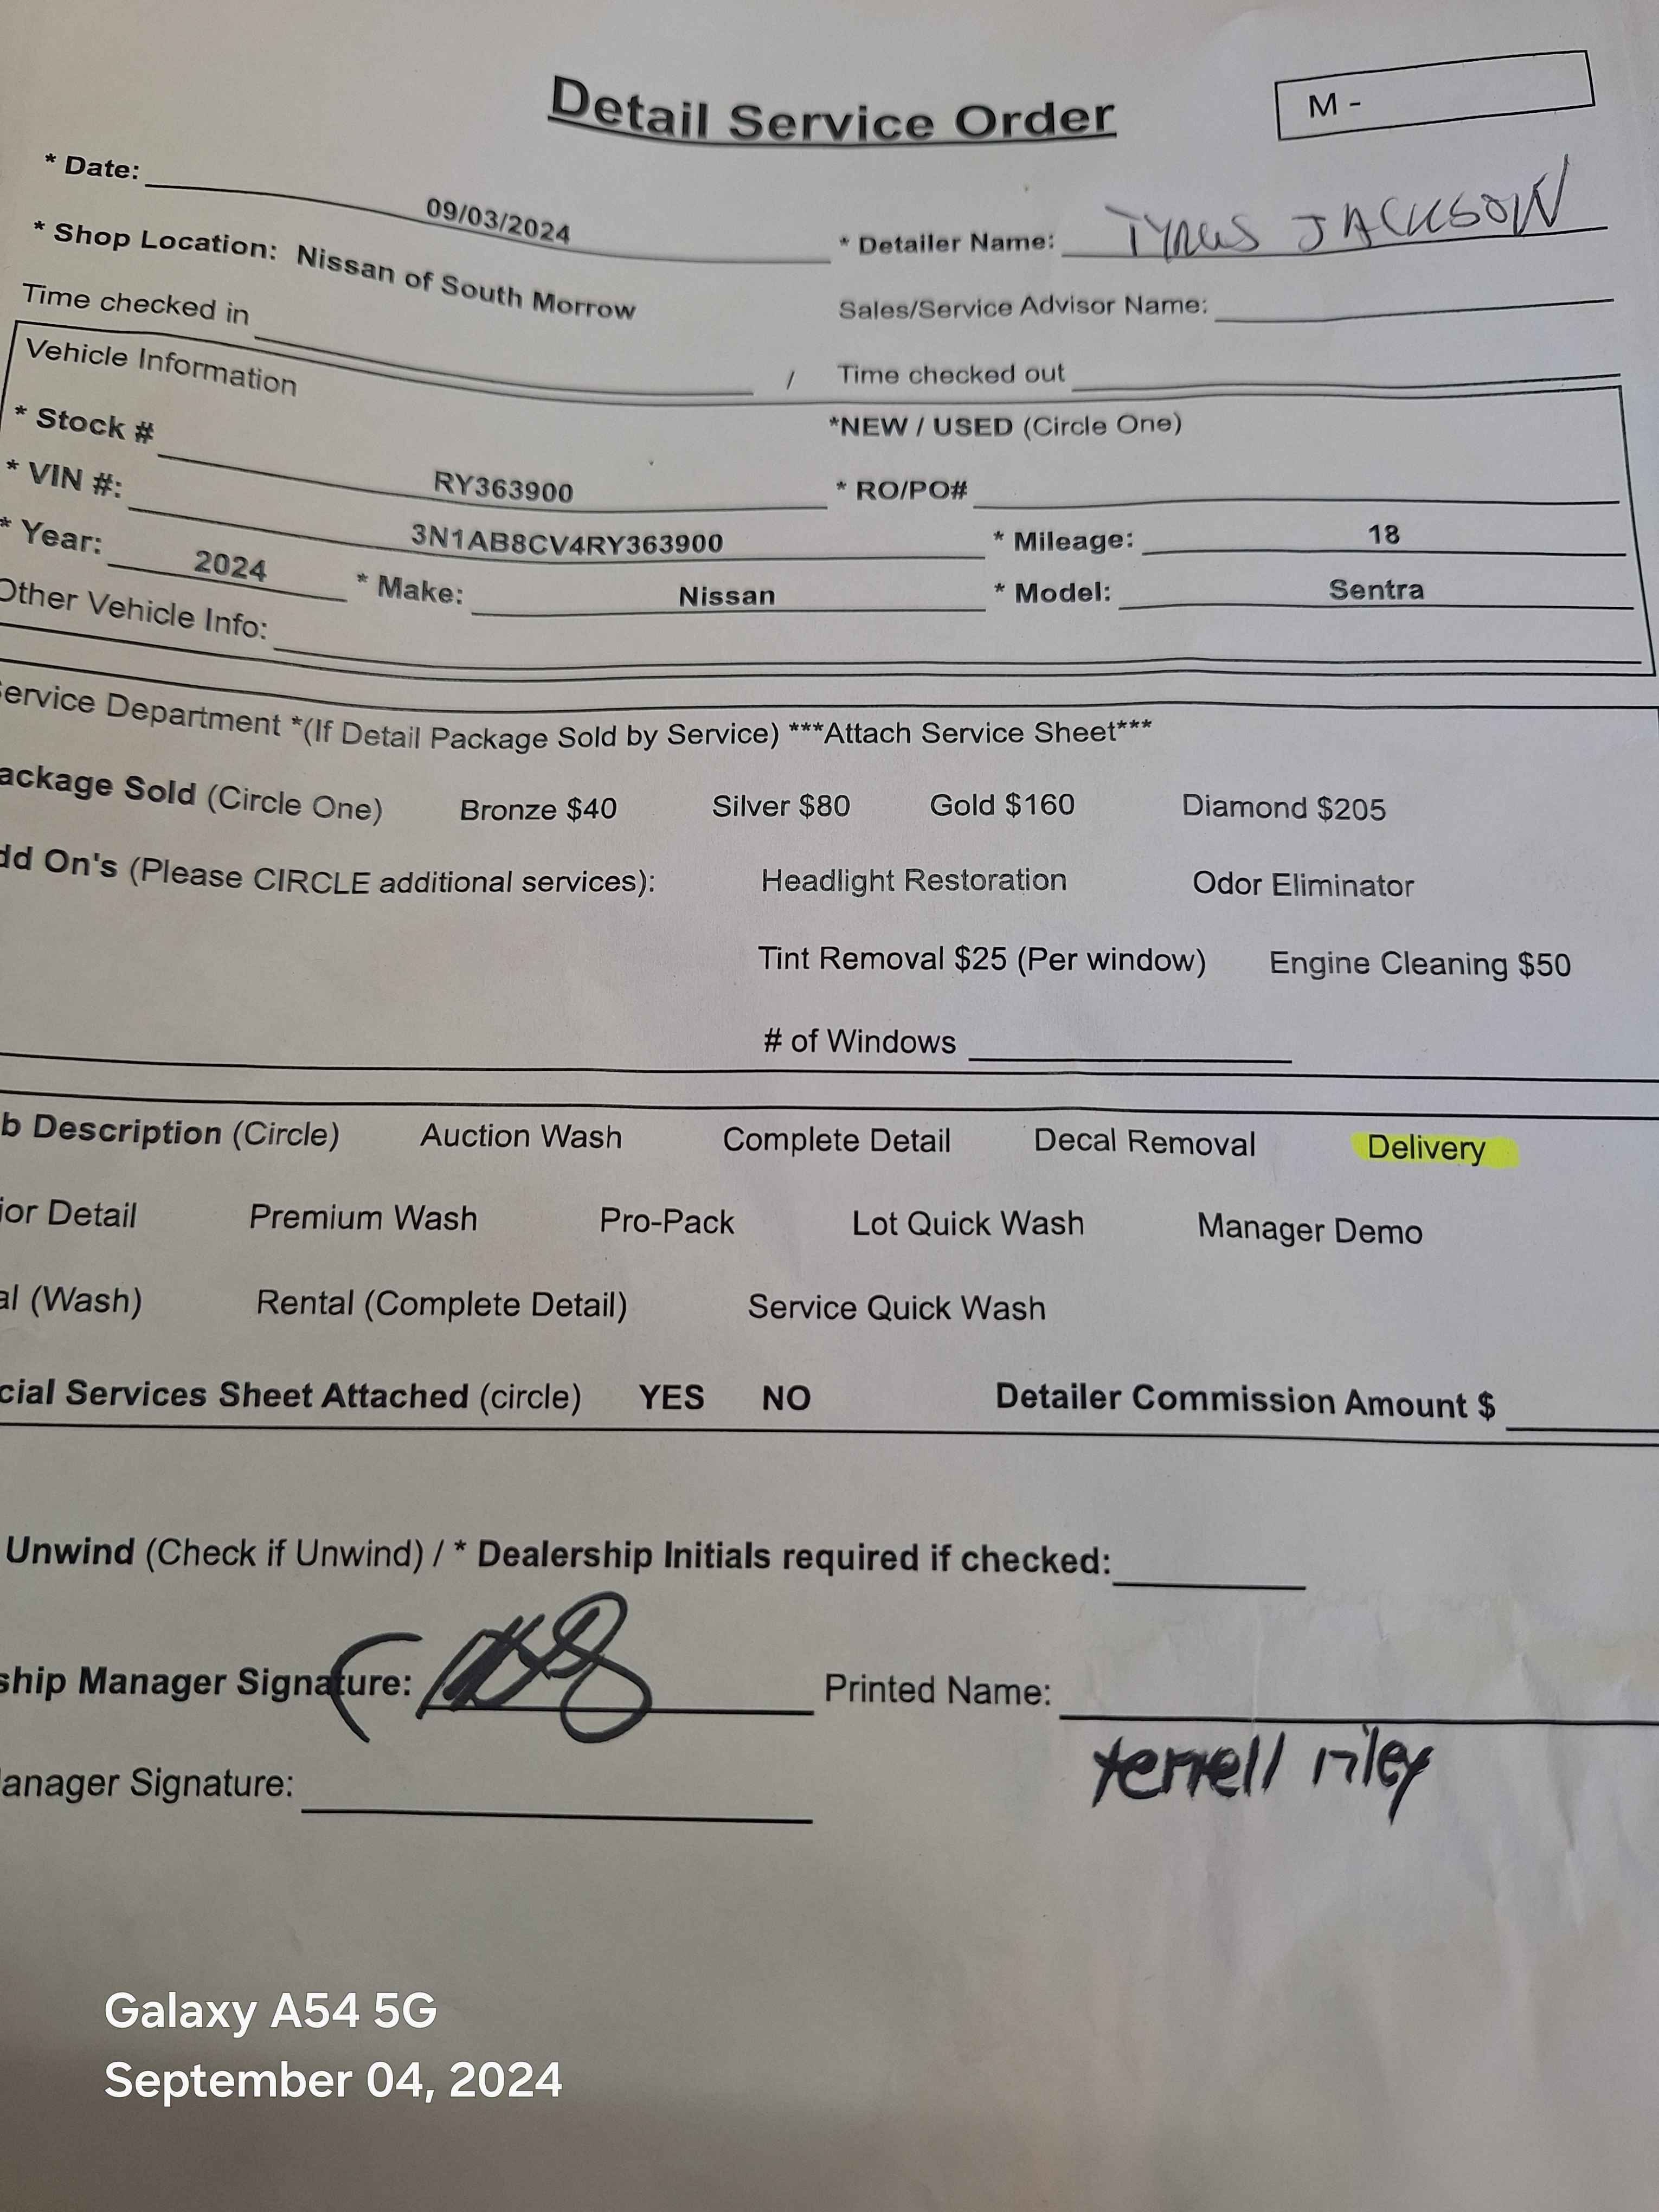 Detail Service Order
M -
* Date: 09/03/2024
* Detailer Name: TYRUS JACKSON
* Shop Location: Nissan of South Morrow
Sales/Service Advisor Name:
Time checked in / Time checked out
Vehicle Information
*NEW / USED (Circle One)
* Stock # RY363900
* RO/PO#
* VIN #: 3N1AB8CV4RY363900
* Mileage: 18
* Year: 2024 * Make: Nissan * Model: Sentra
Other Vehicle Info:
Service Department *(If Detail Package Sold by Service) ***Attach Service Sheet***
ackage Sold (Circle One) Bronze $40 Silver $80 Gold $160 Diamond $205
dd On's (Please CIRCLE additional services): Headlight Restoration Odor Eliminator
Tint Removal $25 (Per window) Engine Cleaning $50
# of Windows
b Description (Circle) Auction Wash Complete Detail Decal Removal Delivery
ior Detail Premium Wash Pro-Pack Lot Quick Wash Manager Demo
al (Wash) Rental (Complete Detail) Service Quick Wash
cial Services Sheet Attached (circle) YES NO Detailer Commission Amount $
Unwind (Check if Unwind) / * Dealership Initials required if checked:
ship Manager Signature: Printed Name:
terrell riley
anager Signature:
Galaxy A54 5G
September 04, 2024